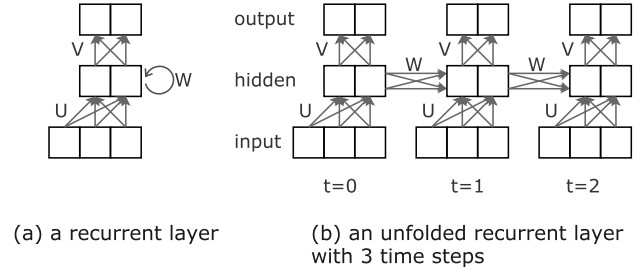 output
V
V
V
V
hidden
W
W
W
U
U
U
U
input
t=0
t=1
t=2
(a) a recurrent layer
(b) an unfolded recurrent layer
with 3 time steps